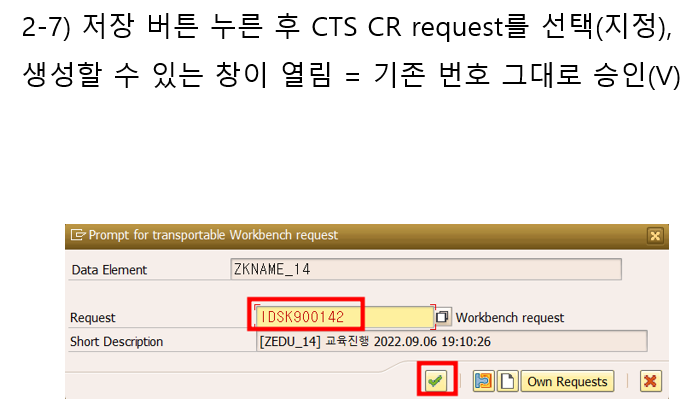 2-7) 저장 버튼 누른 후 CTS CR request를 선택(지정),
생성할 수 있는 창이 열림 = 기존 번호 그대로 승인(V)
Prompt for transportable Workbench request
Data Element ZKNAME_14
Request IDSK900142 Workbench request
Short Description [ZEDU_14] 교육진행 2022.09.06 19:10:26
Own Requests